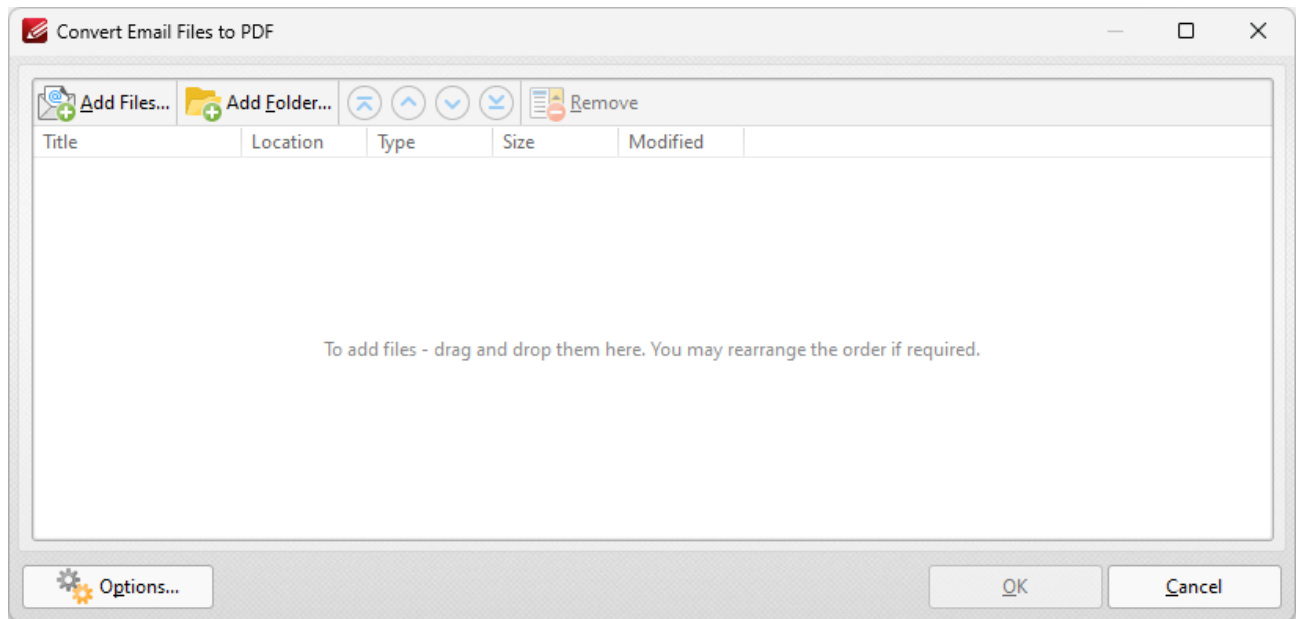 Convert Email Files to PDF
Add Files... Add Folder... Remove
Title Location Type Size Modified
To add files - drag and drop them here. You may rearrange the order if required.
Options... OK Cancel